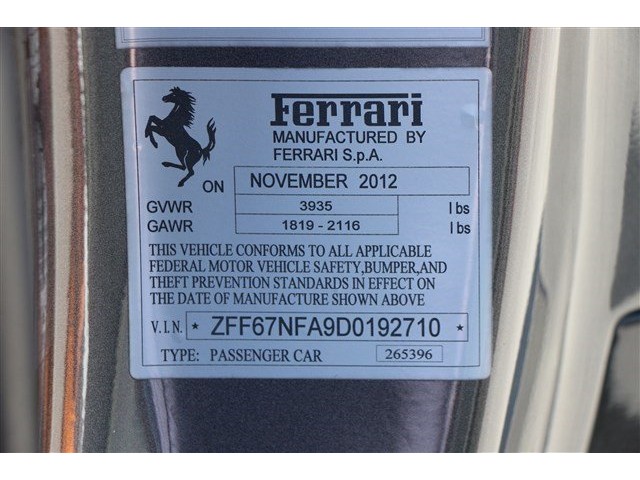 Ferrari
MANUFACTURED BY
FERRARI S.p.A.
ON NOVEMBER 2012
GVWR 3935 lbs
GAWR 1819 - 2116 lbs
THIS VEHICLE CONFORMS TO ALL APPLICABLE
FEDERAL MOTOR VEHICLE SAFETY,BUMPER,AND
THEFT PREVENTION STANDARDS IN EFFECT ON
THE DATE OF MANUFACTURE SHOWN ABOVE
V.I.N. * ZFF67NFA9D0192710 *
TYPE: PASSENGER CAR 265396